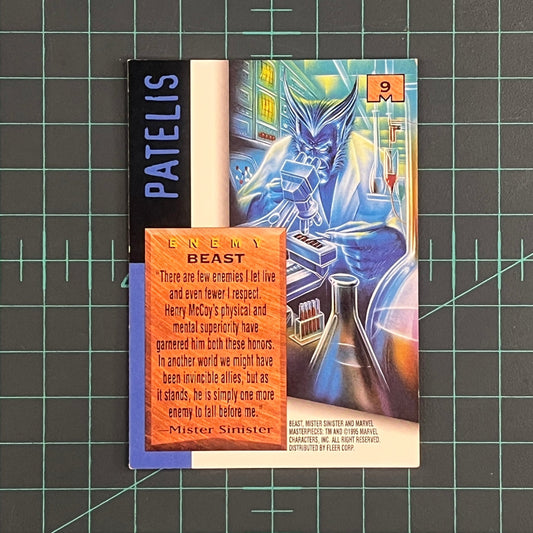 PATELIS
9
M
ENEMY
BEAST
"There are few enemies I let live
and even fewer I respect.
Henry McCoy's physical and
mental superiority have
garnered him both these honors.
In another world we might have
been invincible allies, but as
it stands, he is simply one more
enemy to fall before me."
—Mister Sinister
BEAST, MISTER SINISTER AND MARVEL
MASTERPIECES: TM AND ©1995 MARVEL
CHARACTERS, INC. ALL RIGHT RESERVED.
DISTRIBUTED BY FLEER CORP.